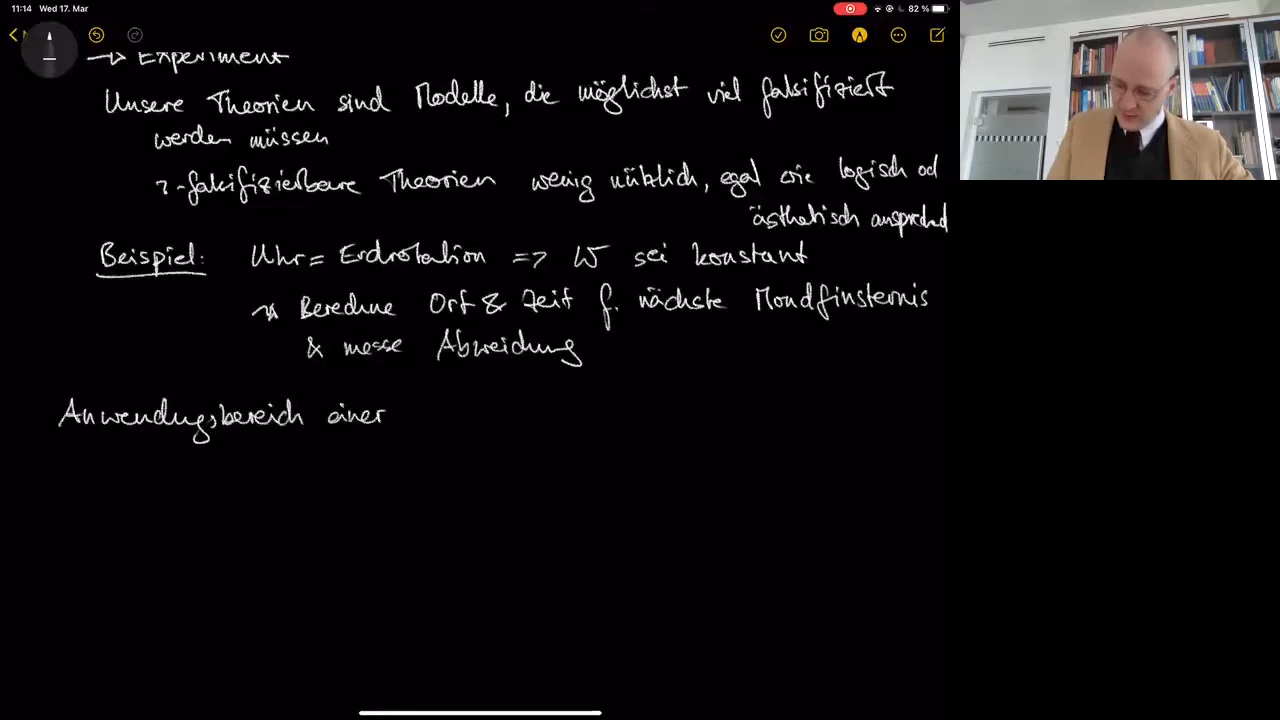 11:14 Wed 17. Mar
82 %
→ Experiment
Unsere Theorien sind Modelle, die möglichst viel falsifiziert
werden müssen
¬-falsifizierbare Theorien wenig nützlich, egal wie logisch od
ästhetisch ansprechend
Beispiel: Uhr = Erdrotation => ω sei konstant
Berechne Ort & Zeit f. nächste Mondfinsternis
& messe Abweichung
Anwendungsbereich einer